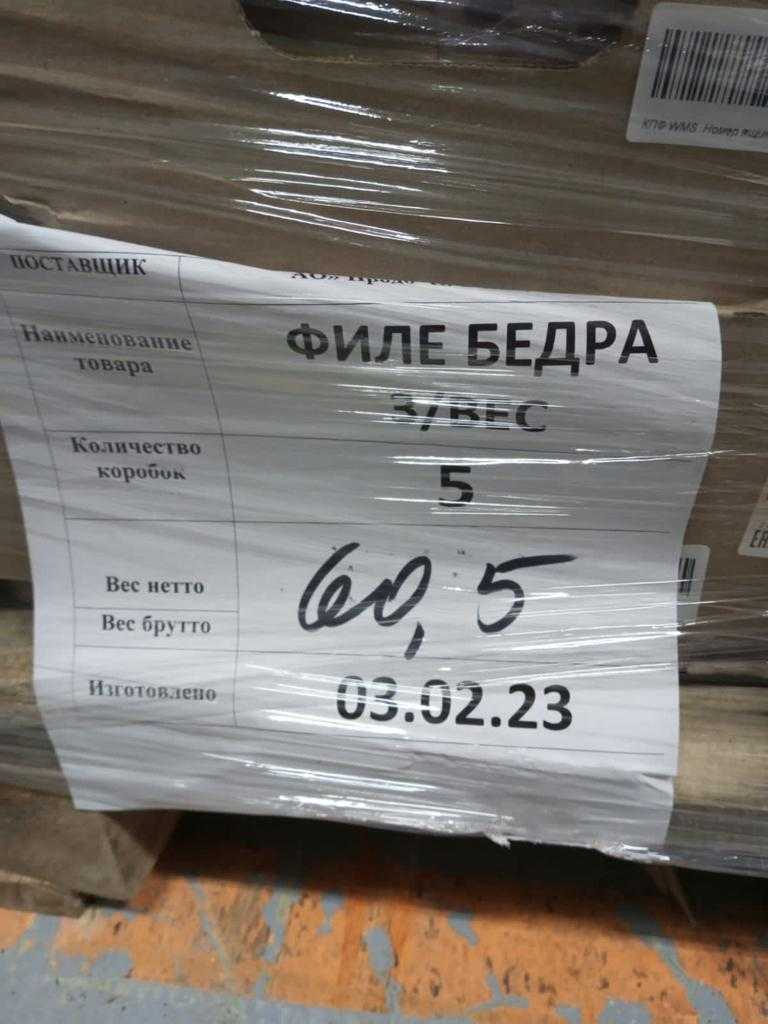 КПФ WMS. Номер
ПОСТАВЩИК
Наименование
товара
ФИЛЕ БЕДРА
З/ВЕС
Количество
коробок
5
Вес нетто
60,5
Вес брутто
Изготовлено
03.02.23